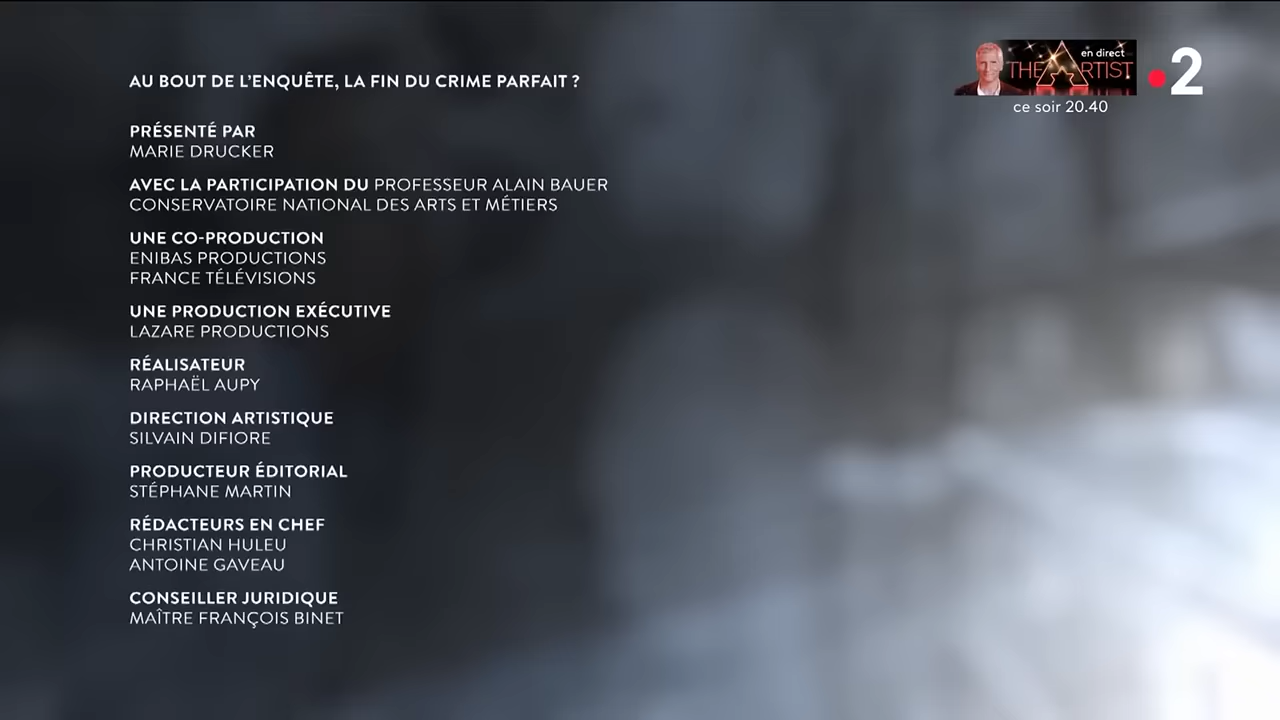 AU BOUT DE L'ENQUÊTE, LA FIN DU CRIME PARFAIT ?
PRÉSENTÉ PAR
MARIE DRUCKER
AVEC LA PARTICIPATION DU PROFESSEUR ALAIN BAUER
CONSERVATOIRE NATIONAL DES ARTS ET MÉTIERS
UNE CO-PRODUCTION
ENIBAS PRODUCTIONS
FRANCE TÉLÉVISIONS
UNE PRODUCTION EXÉCUTIVE
LAZARE PRODUCTIONS
RÉALISATEUR
RAPHAËL AUPY
DIRECTION ARTISTIQUE
SILVAIN DIFIORE
PRODUCTEUR ÉDITORIAL
STÉPHANE MARTIN
RÉDACTEURS EN CHEF
CHRISTIAN HULEU
ANTOINE GAVEAU
CONSEILLER JURIDIQUE
MAÎTRE FRANÇOIS BINET
en direct
THE ARTIST
ce soir 20.40
2